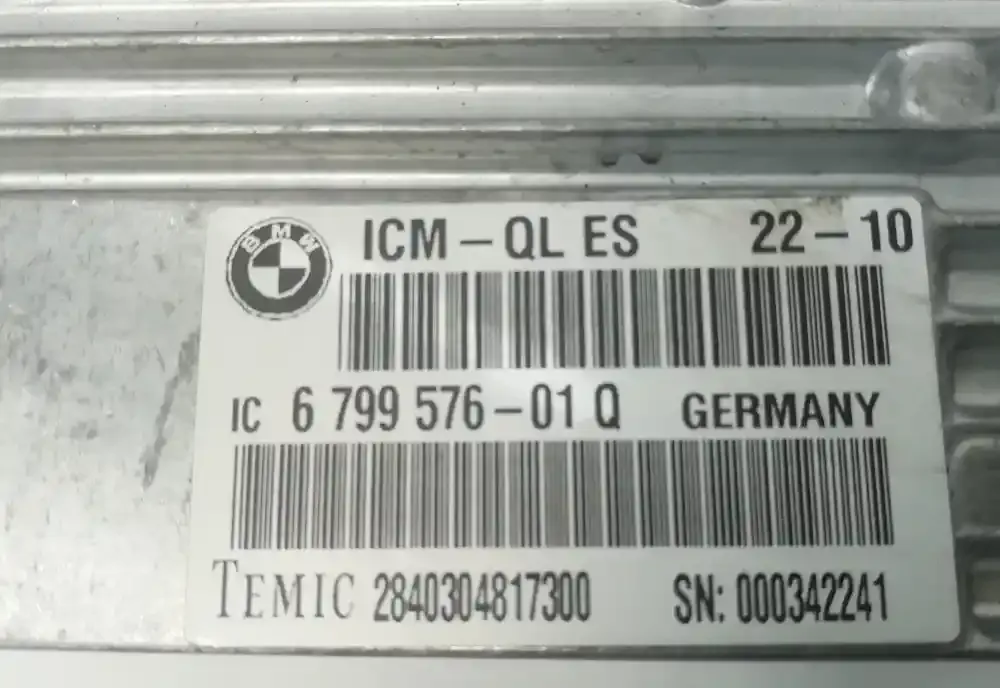 BMW
ICM – QL ES 22 – 10
IC 6 799 576 – 01 Q GERMANY
TEMIC 2840304817300 SN: 000342241